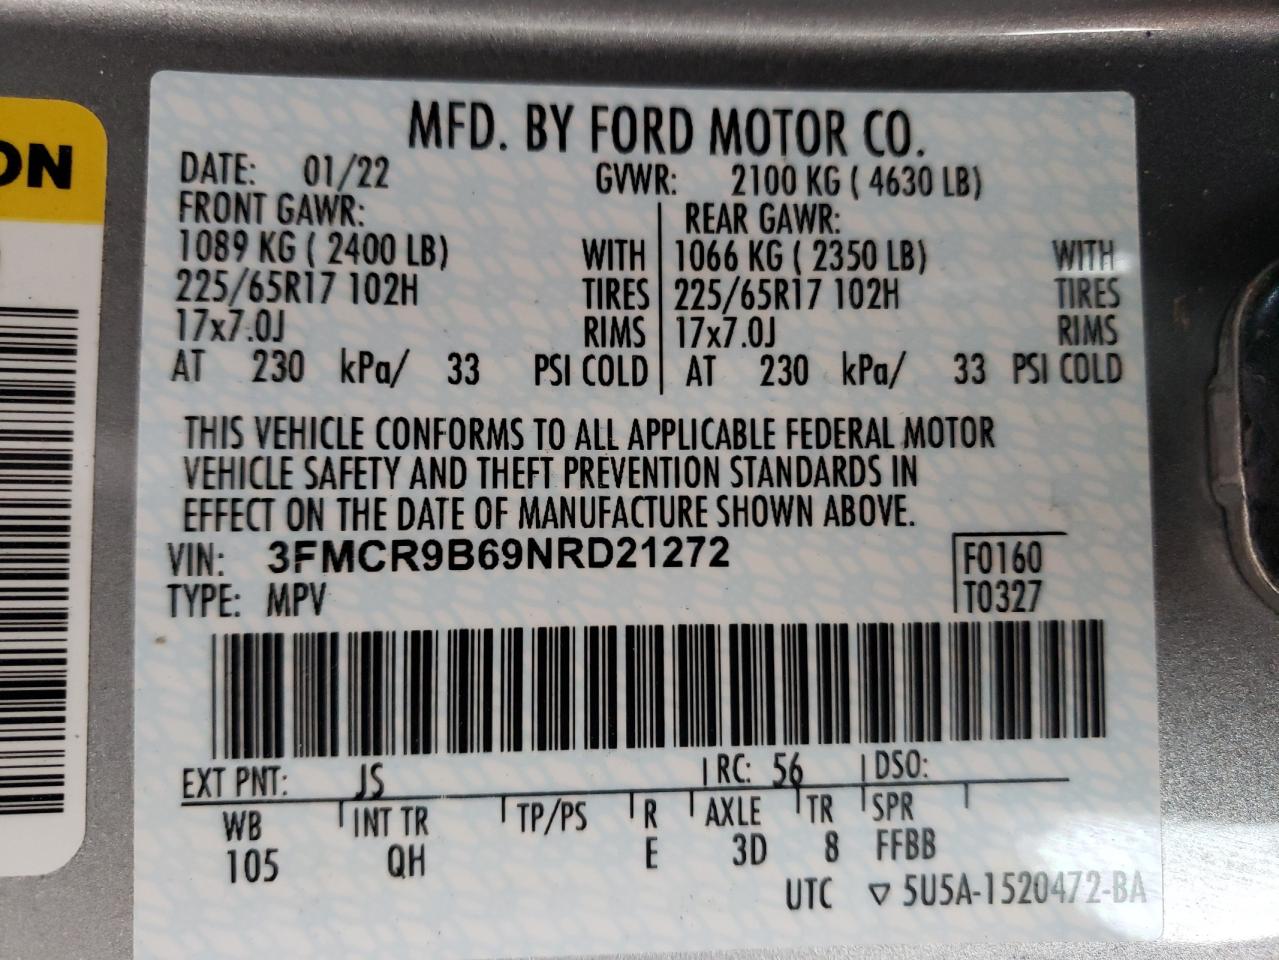 ON
MFD. BY FORD MOTOR CO.
DATE: 01/22 GVWR: 2100 KG ( 4630 LB)
FRONT GAWR: REAR GAWR:
1089 KG ( 2400 LB) WITH 1066 KG ( 2350 LB) WITH
225/65R17 102H TIRES 225/65R17 102H TIRES
17x7.0J RIMS 17x7.0J RIMS
AT 230 kPa/ 33 PSI COLD AT 230 kPa/ 33 PSI COLD
THIS VEHICLE CONFORMS TO ALL APPLICABLE FEDERAL MOTOR
VEHICLE SAFETY AND THEFT PREVENTION STANDARDS IN
EFFECT ON THE DATE OF MANUFACTURE SHOWN ABOVE.
VIN: 3FMCR9B69NRD21272 F0160
TYPE: MPV T0327
EXT PNT: JS RC: 56 DSO:
WB INT TR TP/PS R AXLE TR SPR
105 QH E 3D 8 FFBB
UTC ▽ 5U5A-1520472-BA